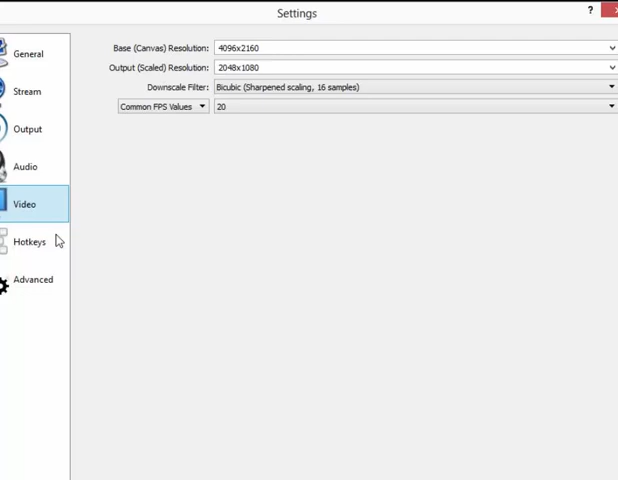 Settings
?
General
Stream
Output
Audio
Video
Hotkeys
Advanced
Base (Canvas) Resolution: 4096x2160
Output (Scaled) Resolution: 2048x1080
Downscale Filter: Bicubic (Sharpened scaling, 16 samples)
Common FPS Values 20